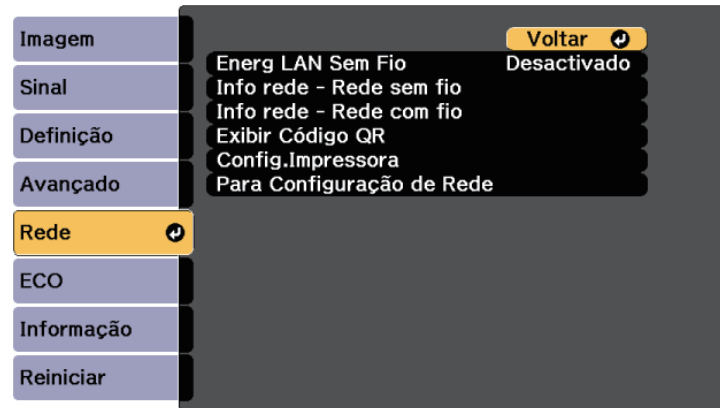 Imagem
Sinal
Definição
Avançado
Rede
ECO
Informação
Reiniciar
Voltar
Energ LAN Sem Fio Desactivado
Info rede - Rede sem fio
Info rede - Rede com fio
Exibir Código QR
Config.Impressora
Para Configuração de Rede